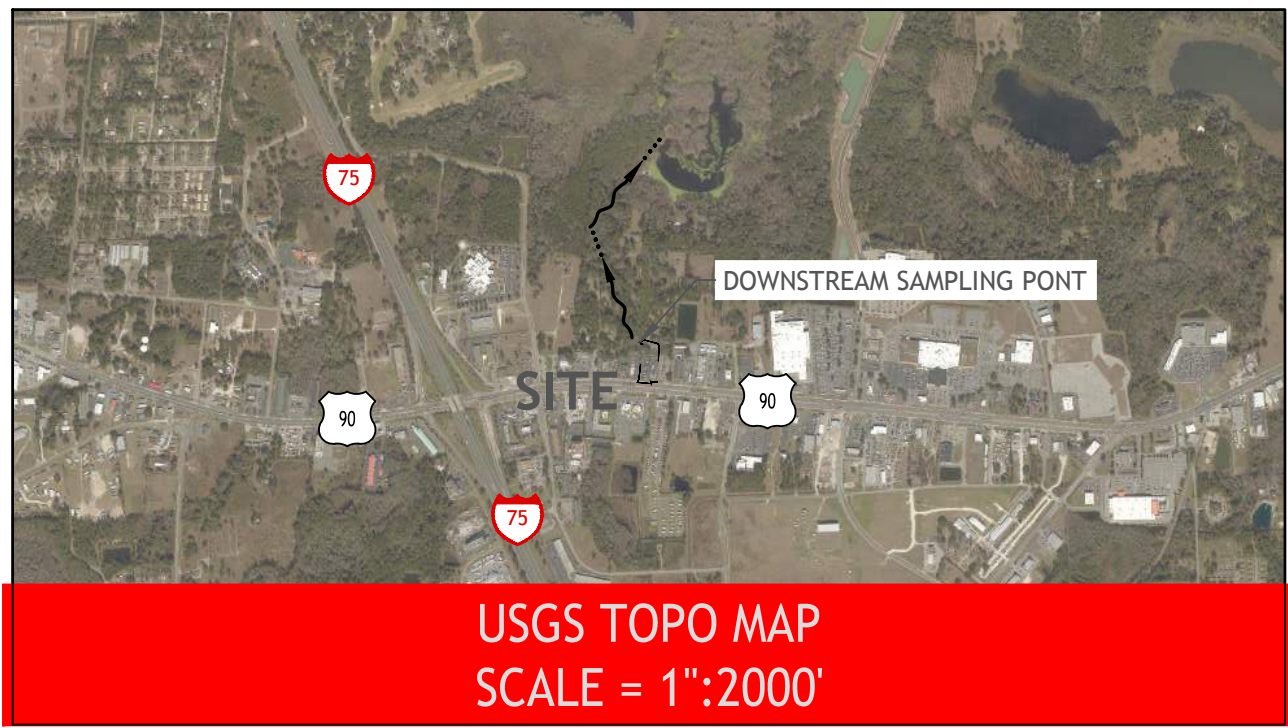 75
DOWNSTREAM SAMPLING PONT
SITE
90
90
75
USGS TOPO MAP
SCALE = 1":2000'